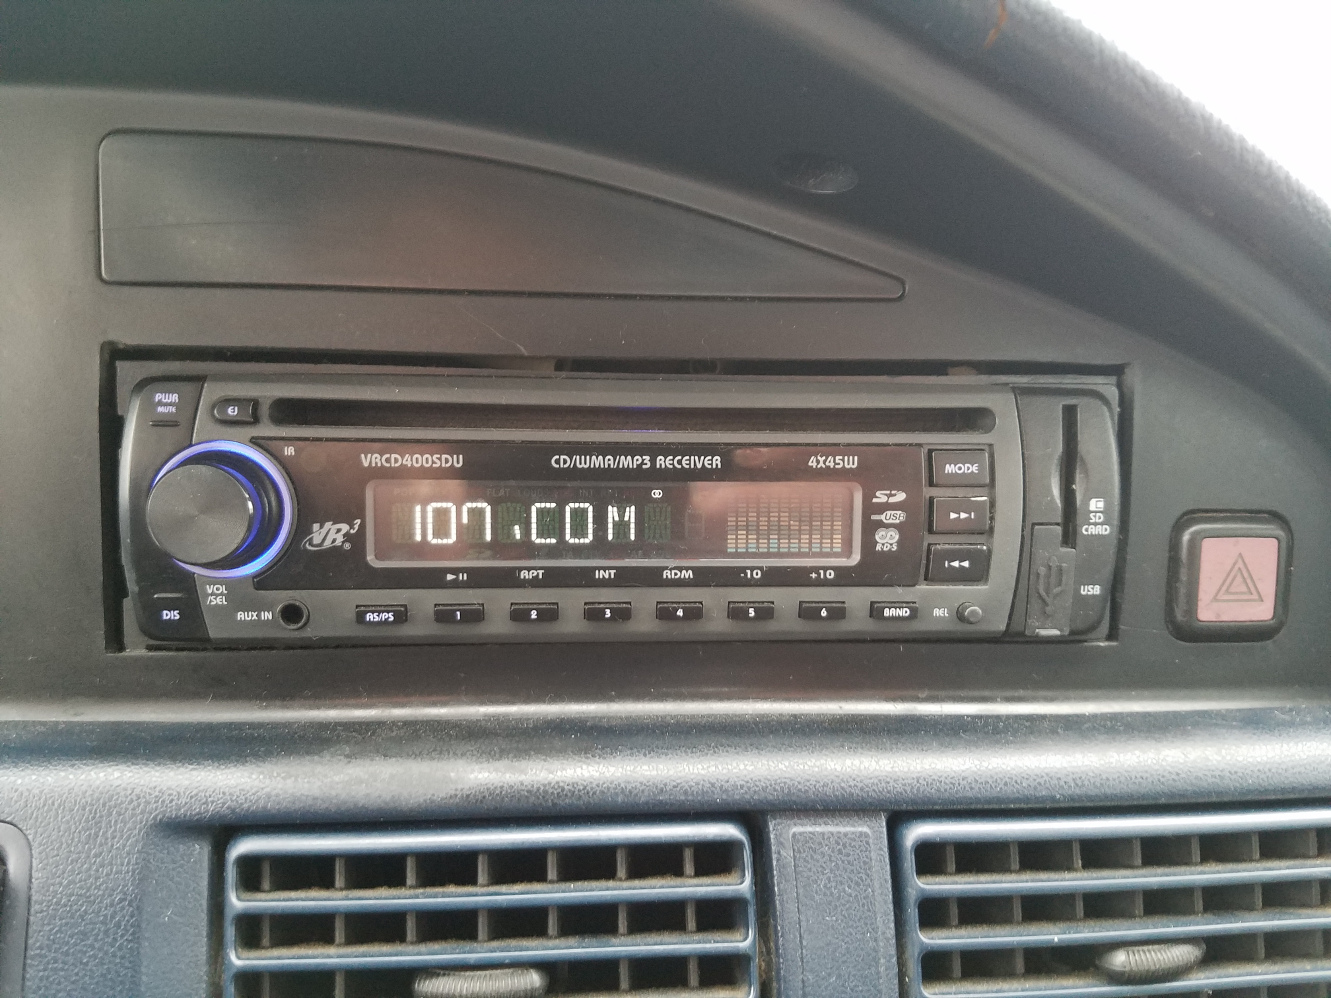 PWR
MUTE
EJ
IR
VRCD400SDU CD/WMA/MP3 RECEIVER 4X45W
MODE
107.COM
VR3®
SD
USB
R·D·S
SD
CARD
USB
RPT INT RDM -10 +10
VOL
/SEL
DIS
AUX IN
AS/PS 1 2 3 4 5 6 BAND REL